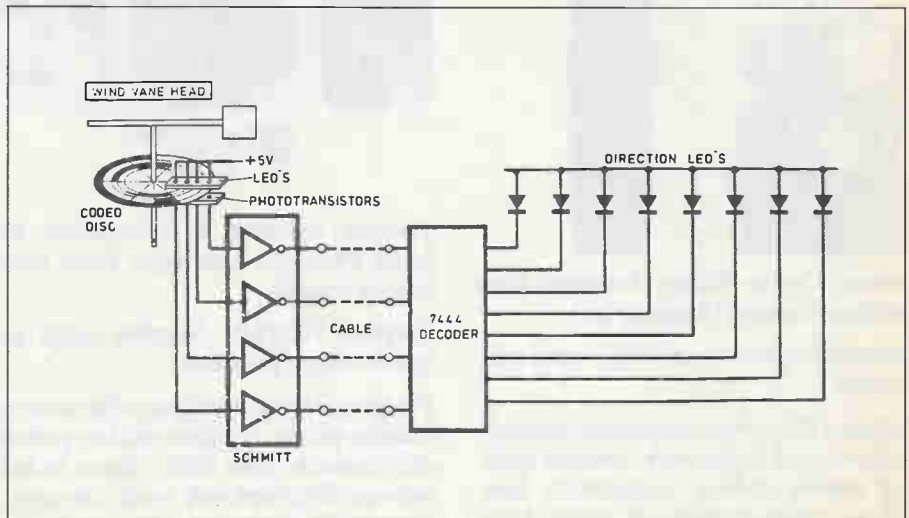 WIND VANE HEAD
+5V
LED'S
PHOTOTRANSISTORS
CODED
DISC
DIRECTION LED'S
CABLE
7444
DECODER
SCHMITT